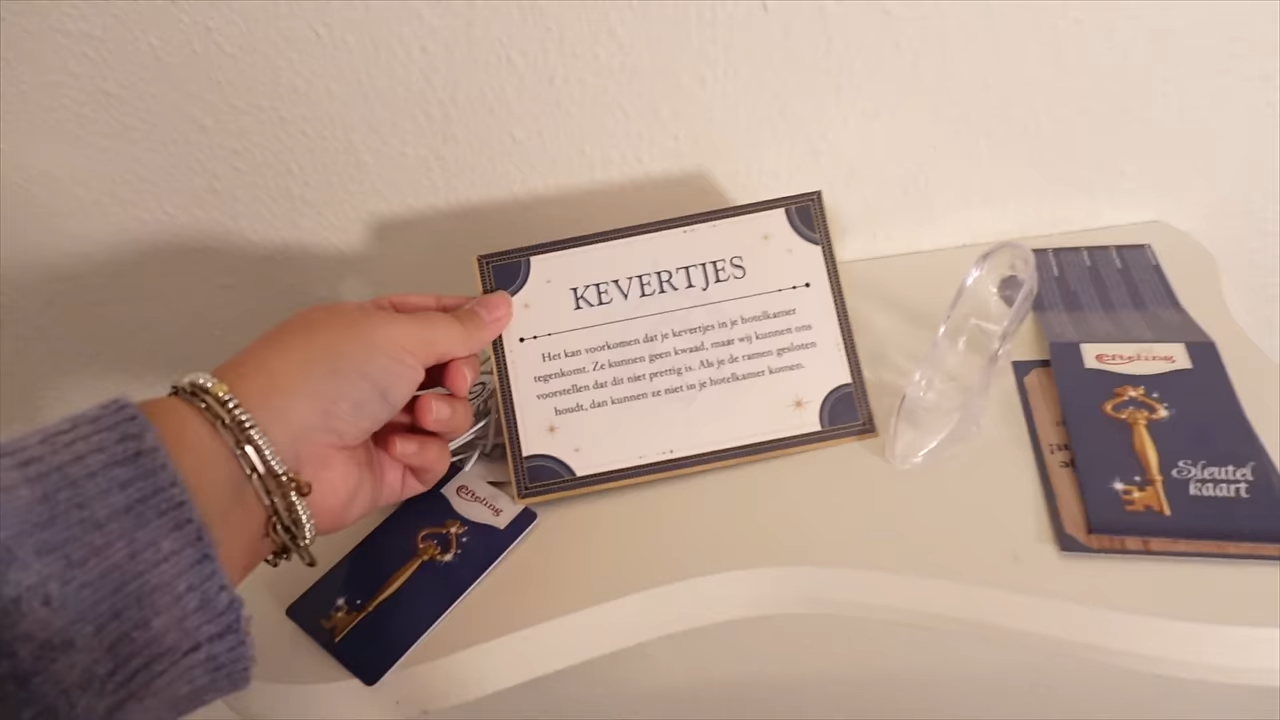 KEVERTJES
Het kan voorkomen dat je kevertjes in je hotelkamer
tegenkomt. Ze kunnen geen kwaad, maar wij kunnen ons
voorstellen dat dit niet prettig is. Als je de ramen gesloten
houdt, dan kunnen ze niet in je hotelkamer komen.
Efteling
Efteling
Sleutel
kaart